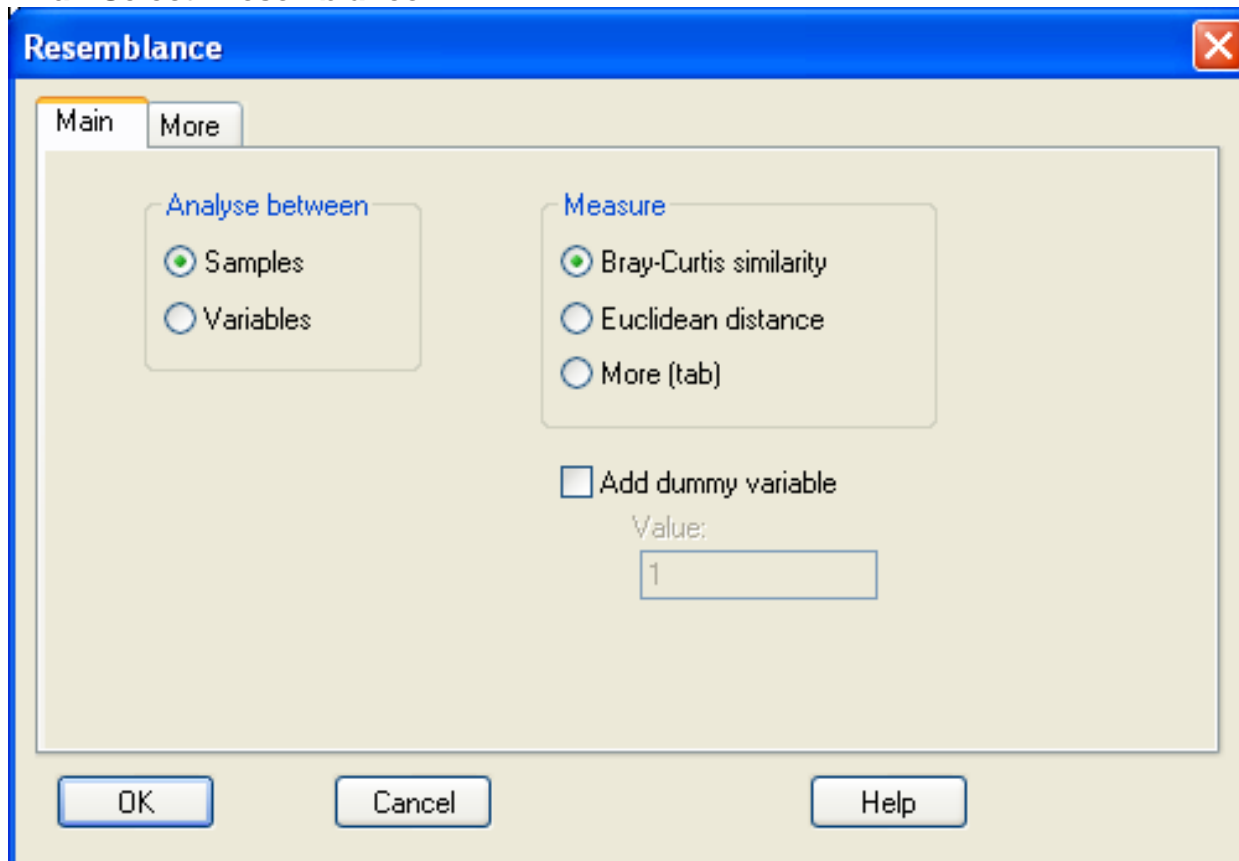 Resemblance
Main
More
Analyse between
Samples
Variables
Measure
Bray-Curtis similarity
Euclidean distance
More (tab)
Add dummy variable
Value:
1
OK
Cancel
Help